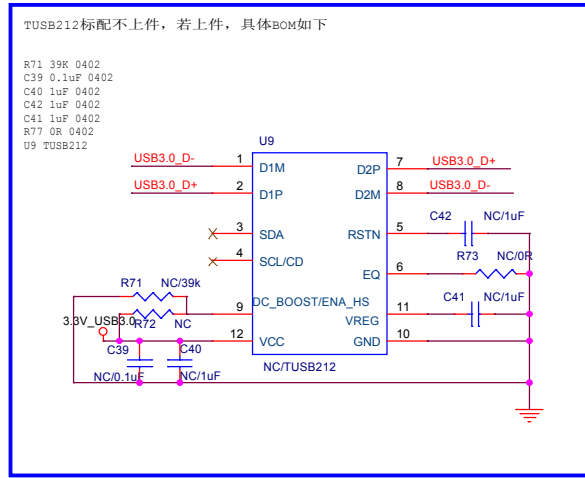 TUSB212标配不上件，若上件，具体BOM如下
R71 39K 0402
C39 0.1uF 0402
C40 1uF 0402
C42 1uF 0402
C41 1uF 0402
R77 0R 0402
U9 TUSB212
U9
USB3.0_D- 1 D1M D2P 7 USB3.0_D+
USB3.0_D+ 2 D1P D2M 8 USB3.0_D-
3 SDA RSTN 5 C42 NC/1uF
4 SCL/CD EQ 6 R73 NC/0R
R71 NC/39k
9 DC_BOOST/ENA_HS VREG 11 C41 NC/1uF
3.3V_USB3.0 R72 NC
12 VCC GND 10
C39 C40
NC/0.1uF NC/1uF
NC/TUSB212